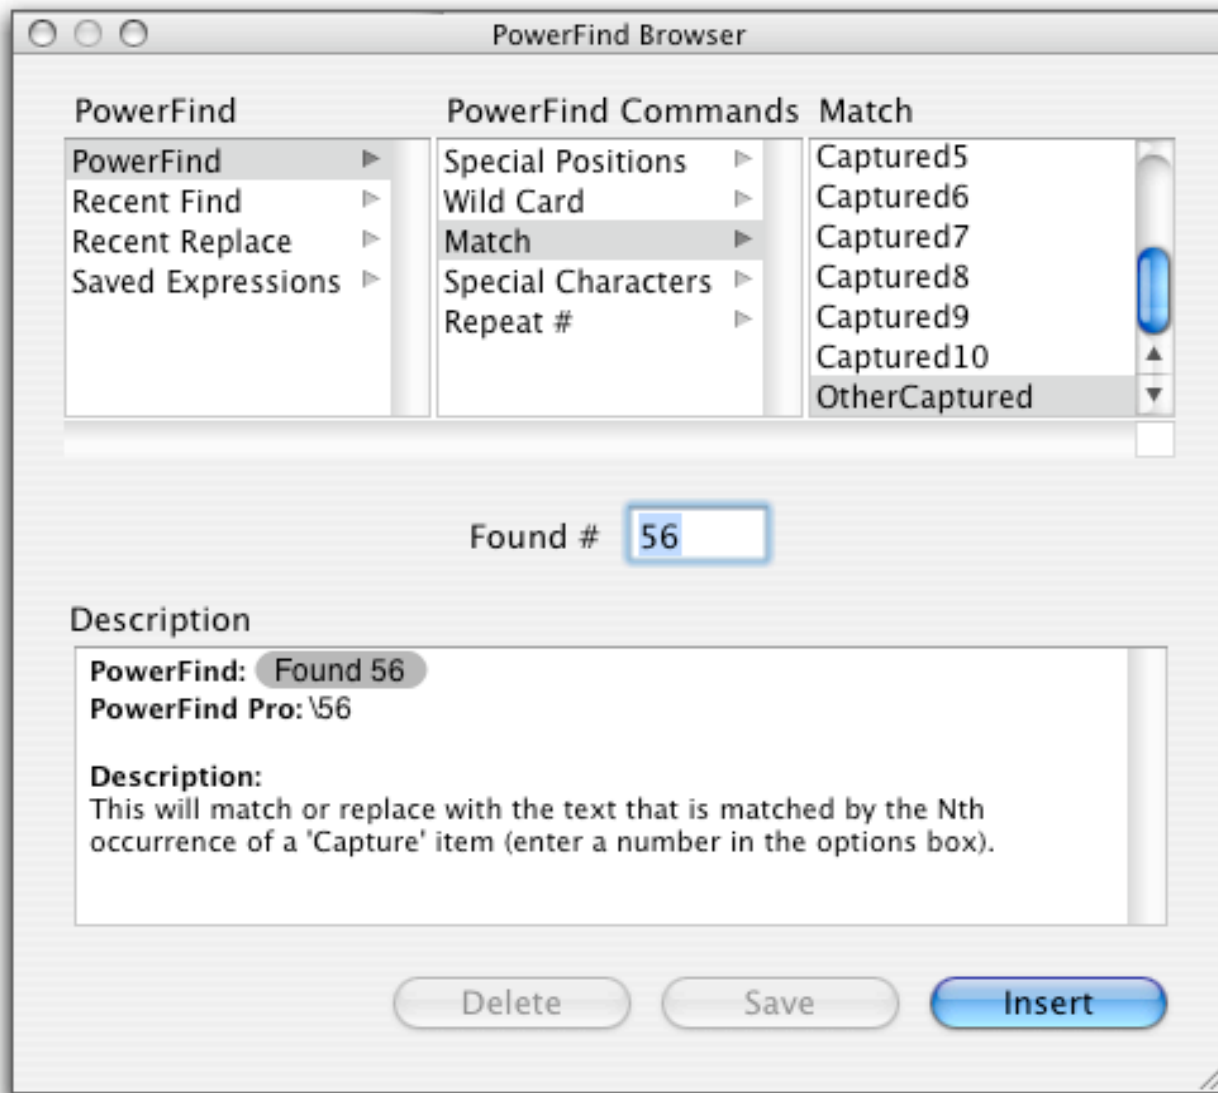 PowerFind Browser
PowerFind
PowerFind Commands
Match
PowerFind
Recent Find
Recent Replace
Saved Expressions
Special Positions
Wild Card
Match
Special Characters
Repeat #
Captured5
Captured6
Captured7
Captured8
Captured9
Captured10
OtherCaptured
Found # 56
Description
PowerFind: Found 56
PowerFind Pro: \56
Description:
This will match or replace with the text that is matched by the Nth
occurrence of a 'Capture' item (enter a number in the options box).
Delete
Save
Insert